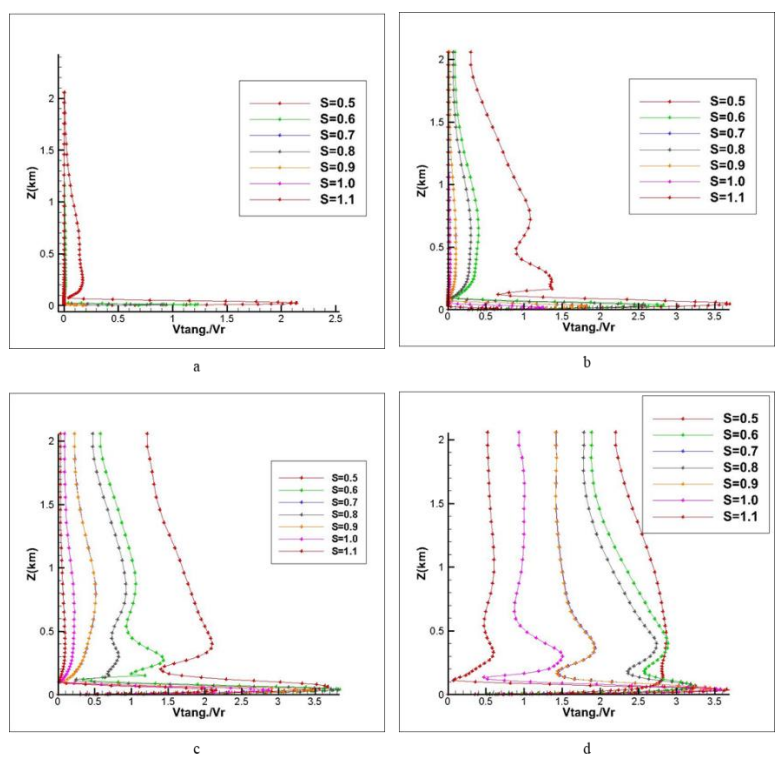 2
1.5
1
0.5
0
Z(km)
0
0.5
1
1.5
2
2.5
Vtang./Vr
S=0.5
S=0.6
S=0.7
S=0.8
S=0.9
S=1.0
S=1.1
a
2
1.5
1
0.5
0
Z(km)
0
0.5
1
1.5
2
2.5
3
3.5
Vtang./Vr
S=0.5
S=0.6
S=0.7
S=0.8
S=0.9
S=1.0
S=1.1
b
2
1.5
1
0.5
0
Z(km)
0
0.5
1
1.5
2
2.5
3
3.5
Vtang./Vr
S=0.5
S=0.6
S=0.7
S=0.8
S=0.9
S=1.0
S=1.1
c
2
1.5
1
0.5
0
Z(km)
0
0.5
1
1.5
2
2.5
3
3.5
Vtang./Vr
S=0.5
S=0.6
S=0.7
S=0.8
S=0.9
S=1.0
S=1.1
d